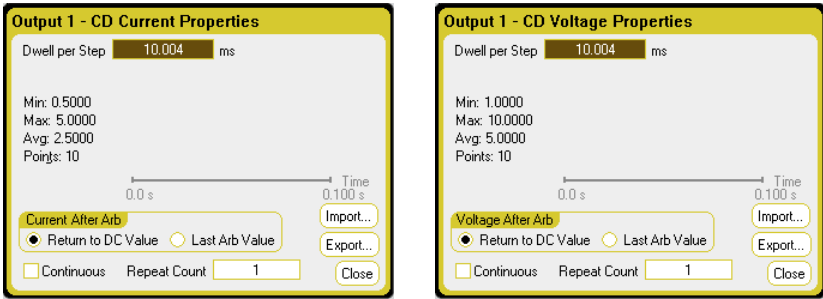 Output 1 - CD Current Properties
Dwell per Step 10.004 ms
Min: 0.5000
Max: 5.0000
Avg: 2.5000
Points: 10
Time
0.0 s 0.100 s
Current After Arb
Return to DC Value Last Arb Value
Import...
Export...
Continuous Repeat Count 1 Close
Output 1 - CD Voltage Properties
Dwell per Step 10.004 ms
Min: 1.0000
Max: 10.0000
Avg: 5.0000
Points: 10
Time
0.0 s 0.100 s
Voltage After Arb
Return to DC Value Last Arb Value
Import...
Export...
Continuous Repeat Count 1 Close